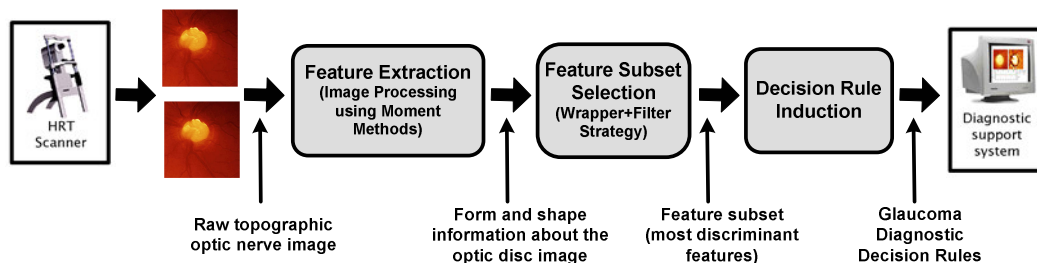 HRT
Scanner
Feature Extraction
(Image Processing
using Moment
Methods)
Feature Subset
Selection
(Wrapper+Filter
Strategy)
Decision Rule
Induction
Diagnostic
support
system
Raw topographic
optic nerve image
Form and shape
information about the
optic disc image
Feature subset
(most discriminant
features)
Glaucoma
Diagnostic
Decision Rules